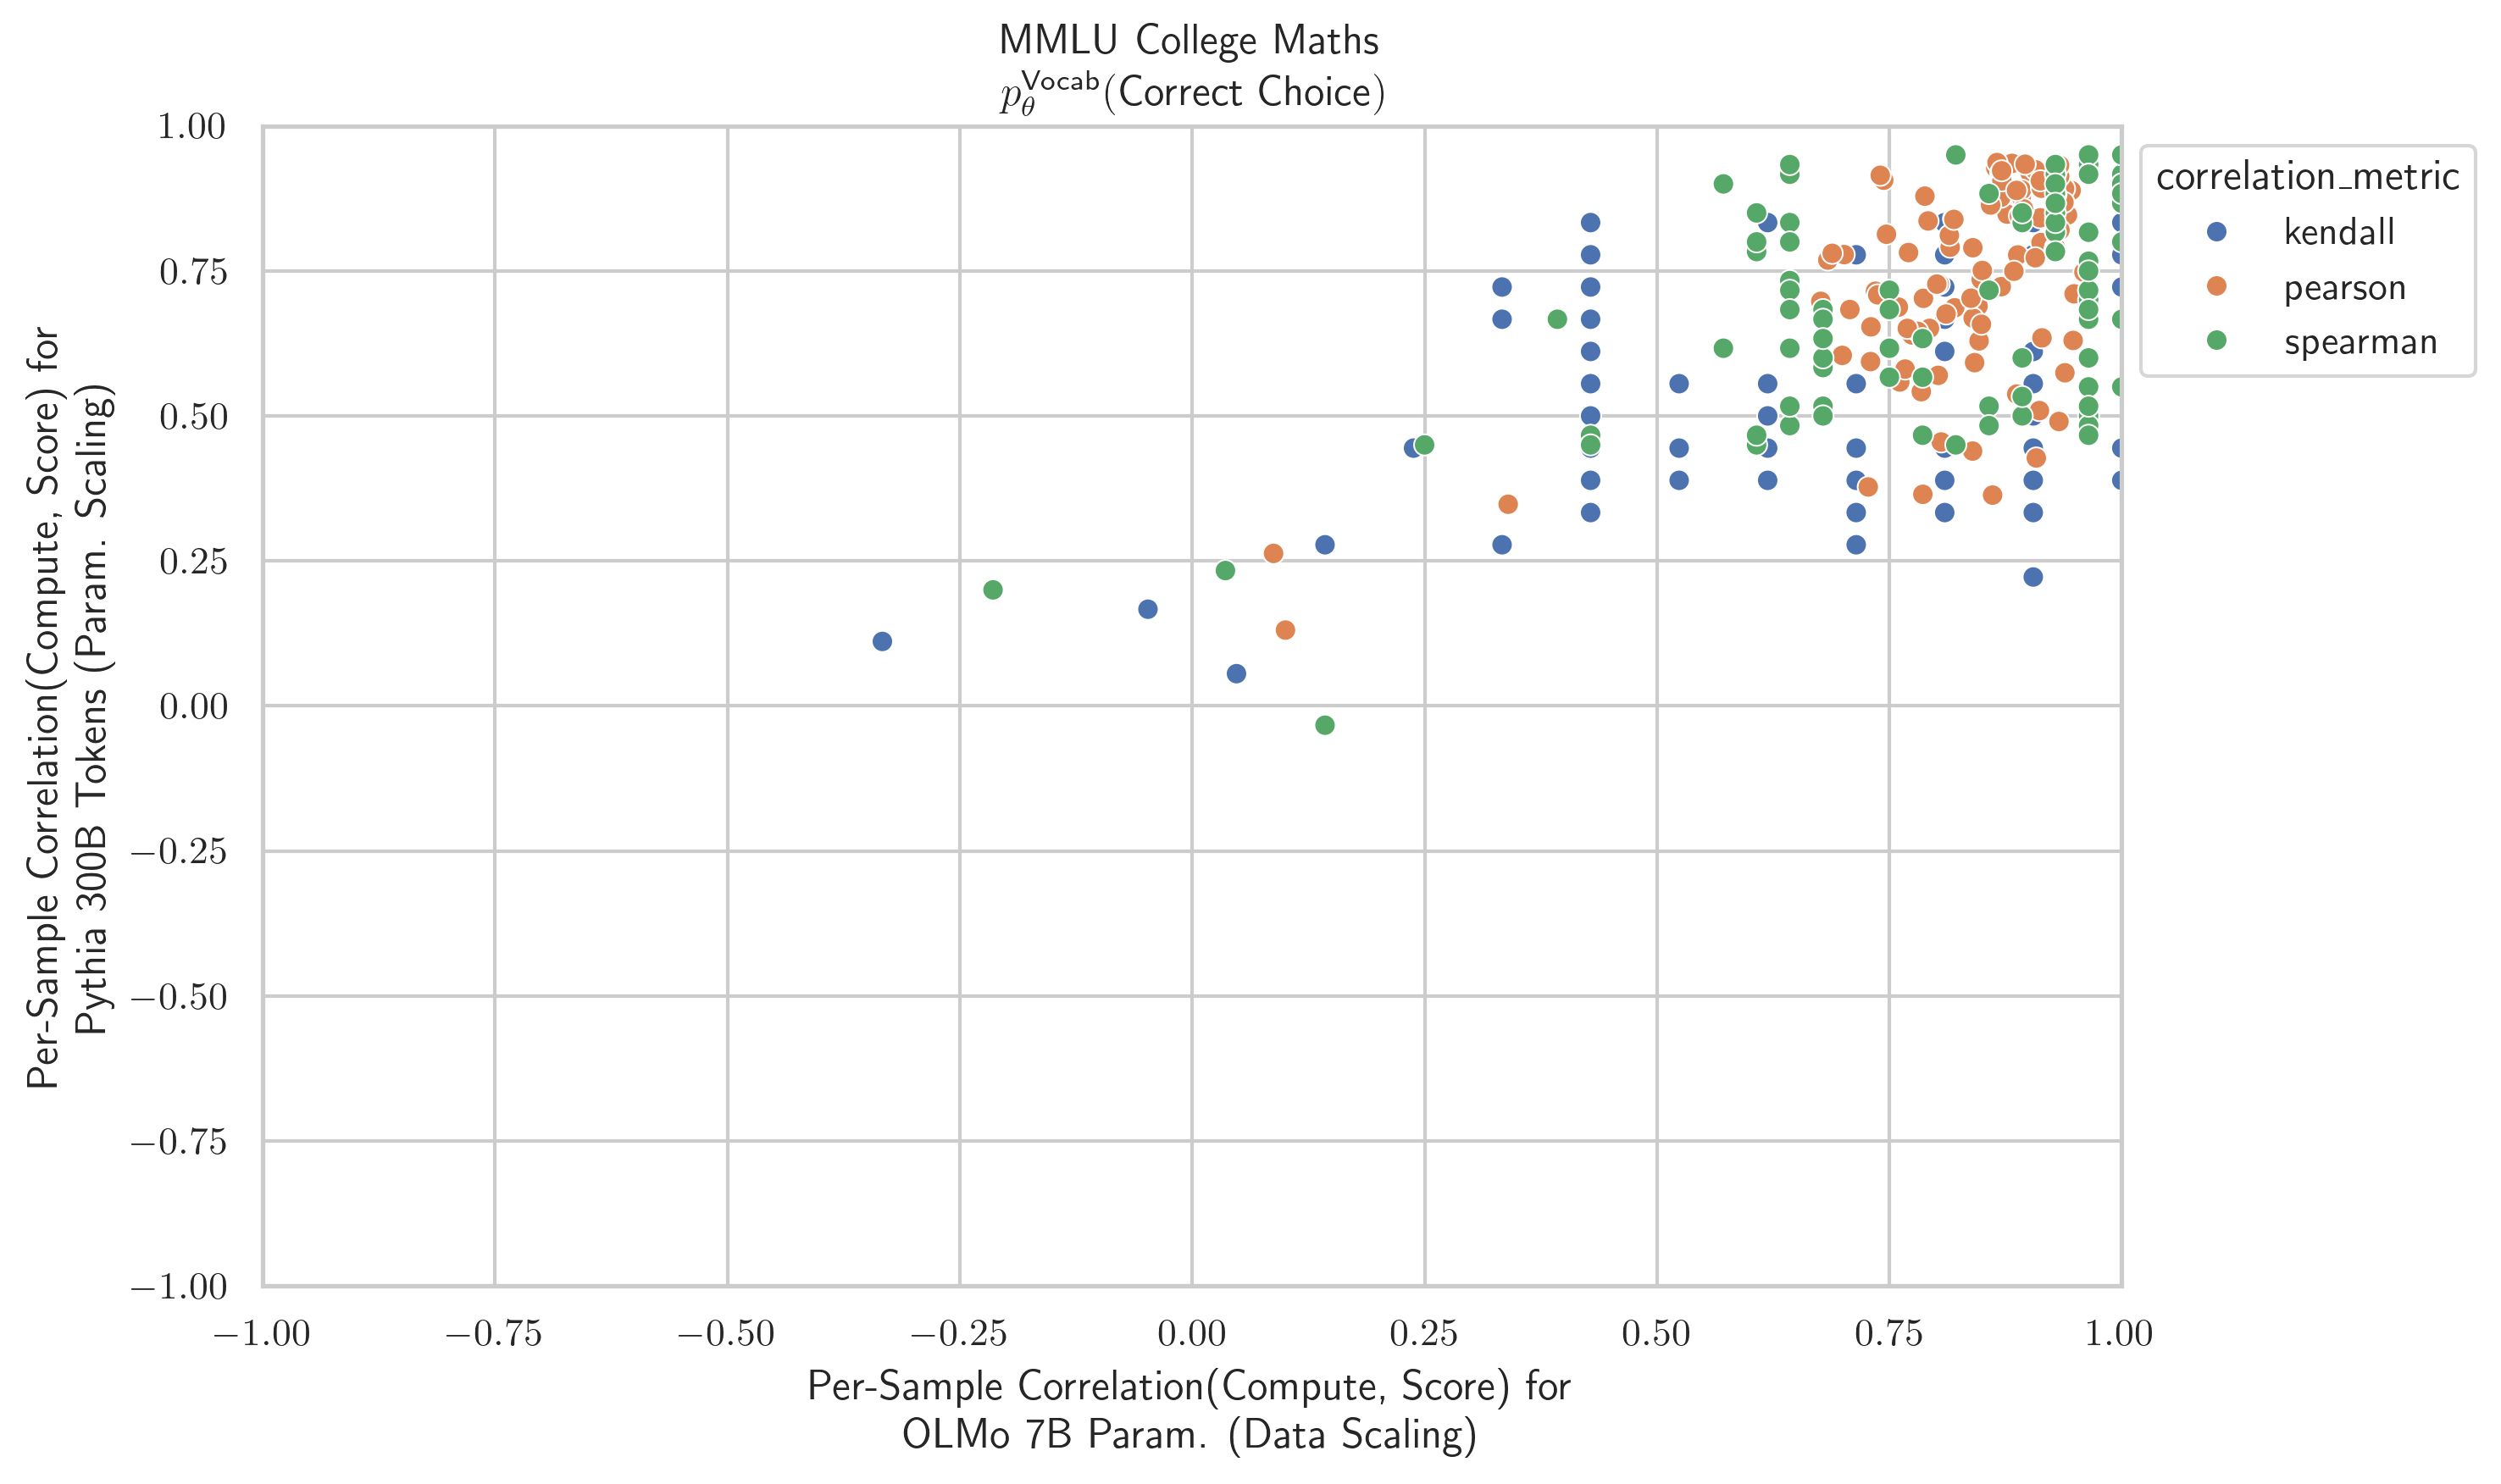 MMLU College Maths
p_θ^Vocab(Correct Choice)
1.00
0.75
0.50
0.25
0.00
−0.25
−0.50
−0.75
−1.00
Per-Sample Correlation(Compute, Score) for
Pythia 300B Tokens (Param. Scaling)
correlation_metric
kendall
pearson
spearman
−1.00
−0.75
−0.50
−0.25
0.00
0.25
0.50
0.75
1.00
Per-Sample Correlation(Compute, Score) for
OLMo 7B Param. (Data Scaling)